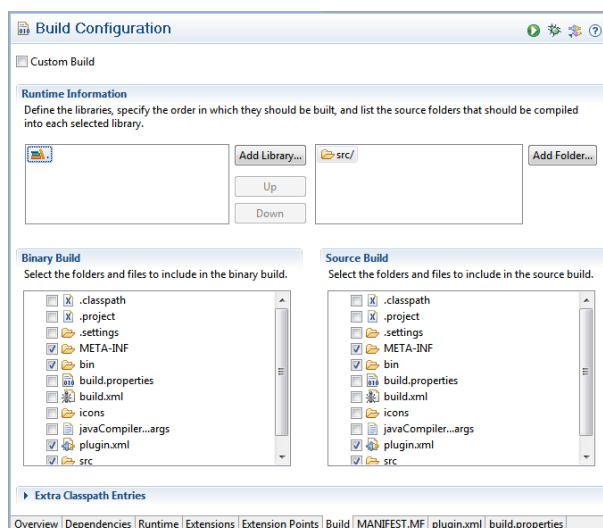 Build Configuration
Custom Build
Runtime Information
Define the libraries, specify the order in which they should be built, and list the source folders that should be compiled
into each selected library.
. Add Library... src/ Add Folder...
Up
Down
Binary Build Source Build
Select the folders and files to include in the binary build. Select the folders and files to include in the source build.
.classpath .classpath
.project .project
.settings .settings
META-INF META-INF
bin bin
build.properties build.properties
build.xml build.xml
icons icons
javaCompiler...args javaCompiler...args
plugin.xml plugin.xml
src src
Extra Classpath Entries
Overview Dependencies Runtime Extensions Extension Points Build MANIFEST.MF plugin.xml build.properties